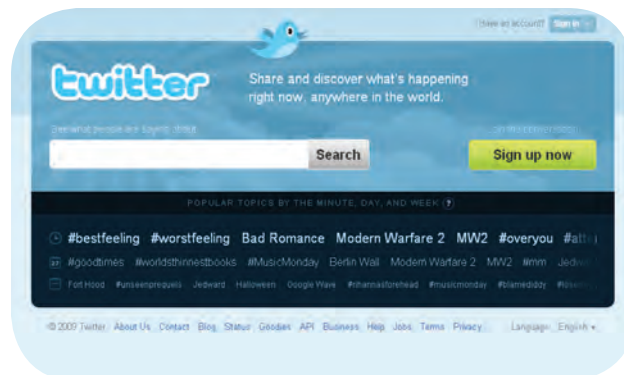 Have an account? Sign in
twitter
Share and discover what's happening
right now, anywhere in the world.
See what people are saying about
Search
Sign up now
POPULAR TOPICS BY THE MINUTE, DAY, AND WEEK ?
#bestfeeling #worstfeeling Bad Romance Modern Warfare 2 MW2 #overyou
27 #goodtimes #worldsthinnestbooks #MusicMonday Berlin Wall Modern Warfare 2 MW2 #mm
Fort Hood #unseenprequels Jedward Halloween Google Wave #rihannasforehead #musicmonday #blamediddy
© 2009 Twitter About Us Contact Blog Status Goodies API Business Help Jobs Terms Privacy Language: English